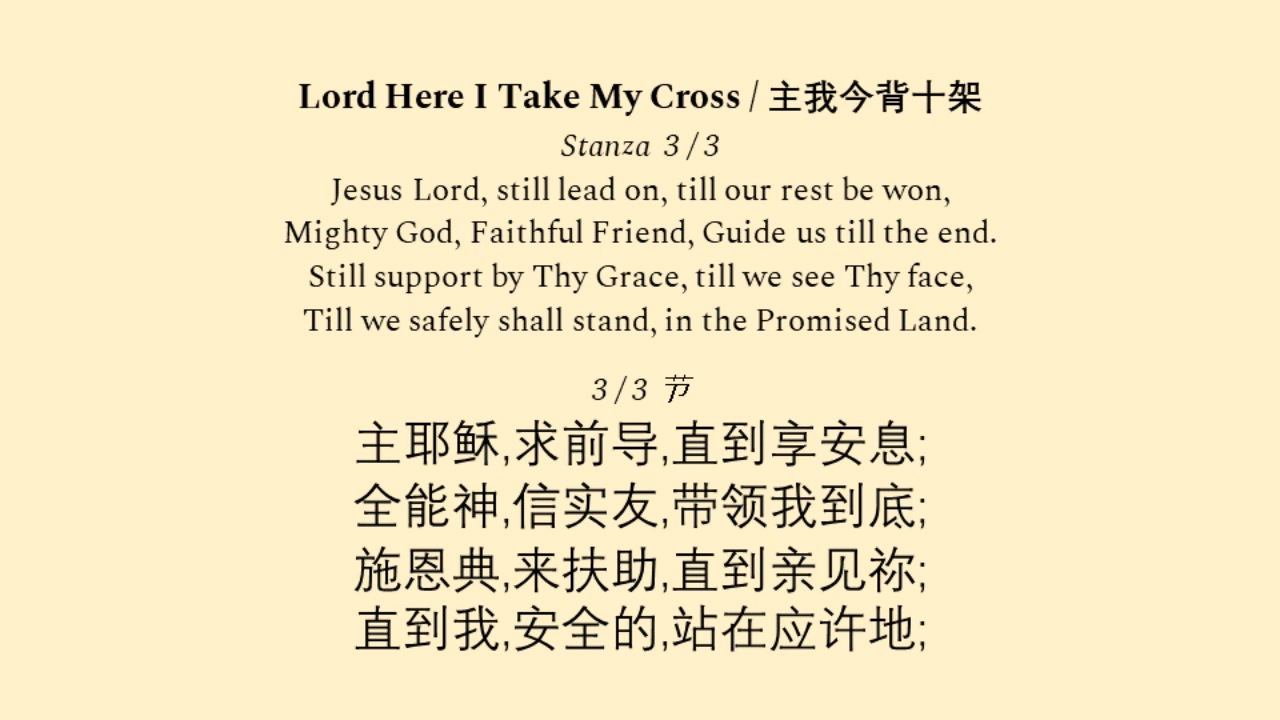 Lord Here I Take My Cross / 主我今背十架
Stanza 3/3
Jesus Lord, still lead on, till our rest be won,
Mighty God, Faithful Friend, Guide us till the end.
Still support by Thy Grace, till we see Thy face,
Till we safely shall stand, in the Promised Land.
3/3 节
主耶稣,求前导,直到享安息;
全能神,信实友,带领我到底;
施恩典,来扶助,直到亲见祢;
直到我,安全的,站在应许地;